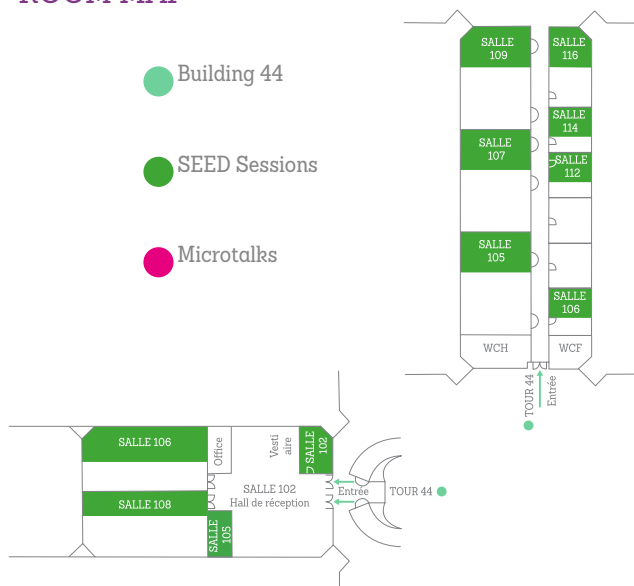 ROOM MAP
Building 44
SEED Sessions
Microtalks
SALLE
109
SALLE
116
SALLE
114
SALLE
107
SALLE
112
SALLE
105
SALLE
106
WCH
WCF
TOUR 44
Entrée
SALLE 106
Office
Vesti
aire
SALLE
102
SALLE 102
Hall de réception
Entrée
TOUR 44
SALLE 108
SALLE
105